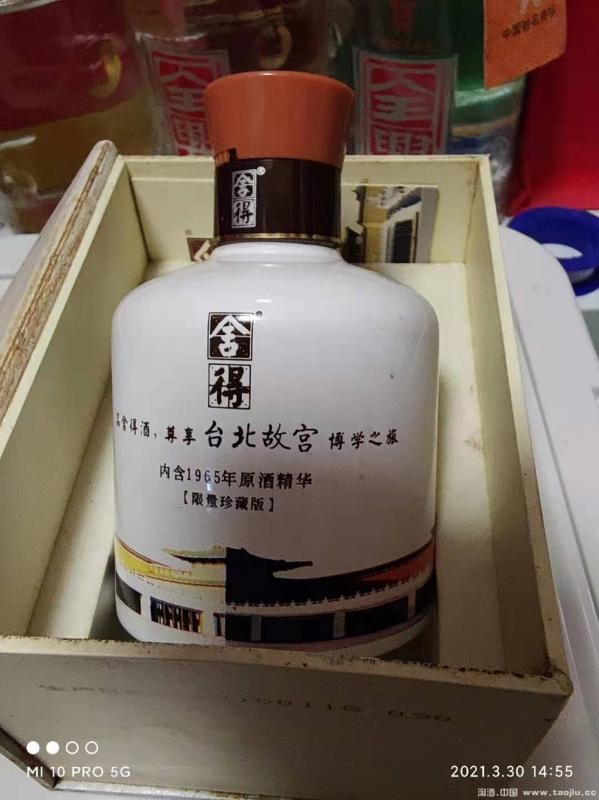 舍得
®
舍得
®
品舍得酒，尊享台北故宫 博学之旅
内含1965年原酒精华
【限量珍藏版】
MI 10 PRO 5G
2021.3.30 14:55
淘酒.中国 www.taojiu.cc